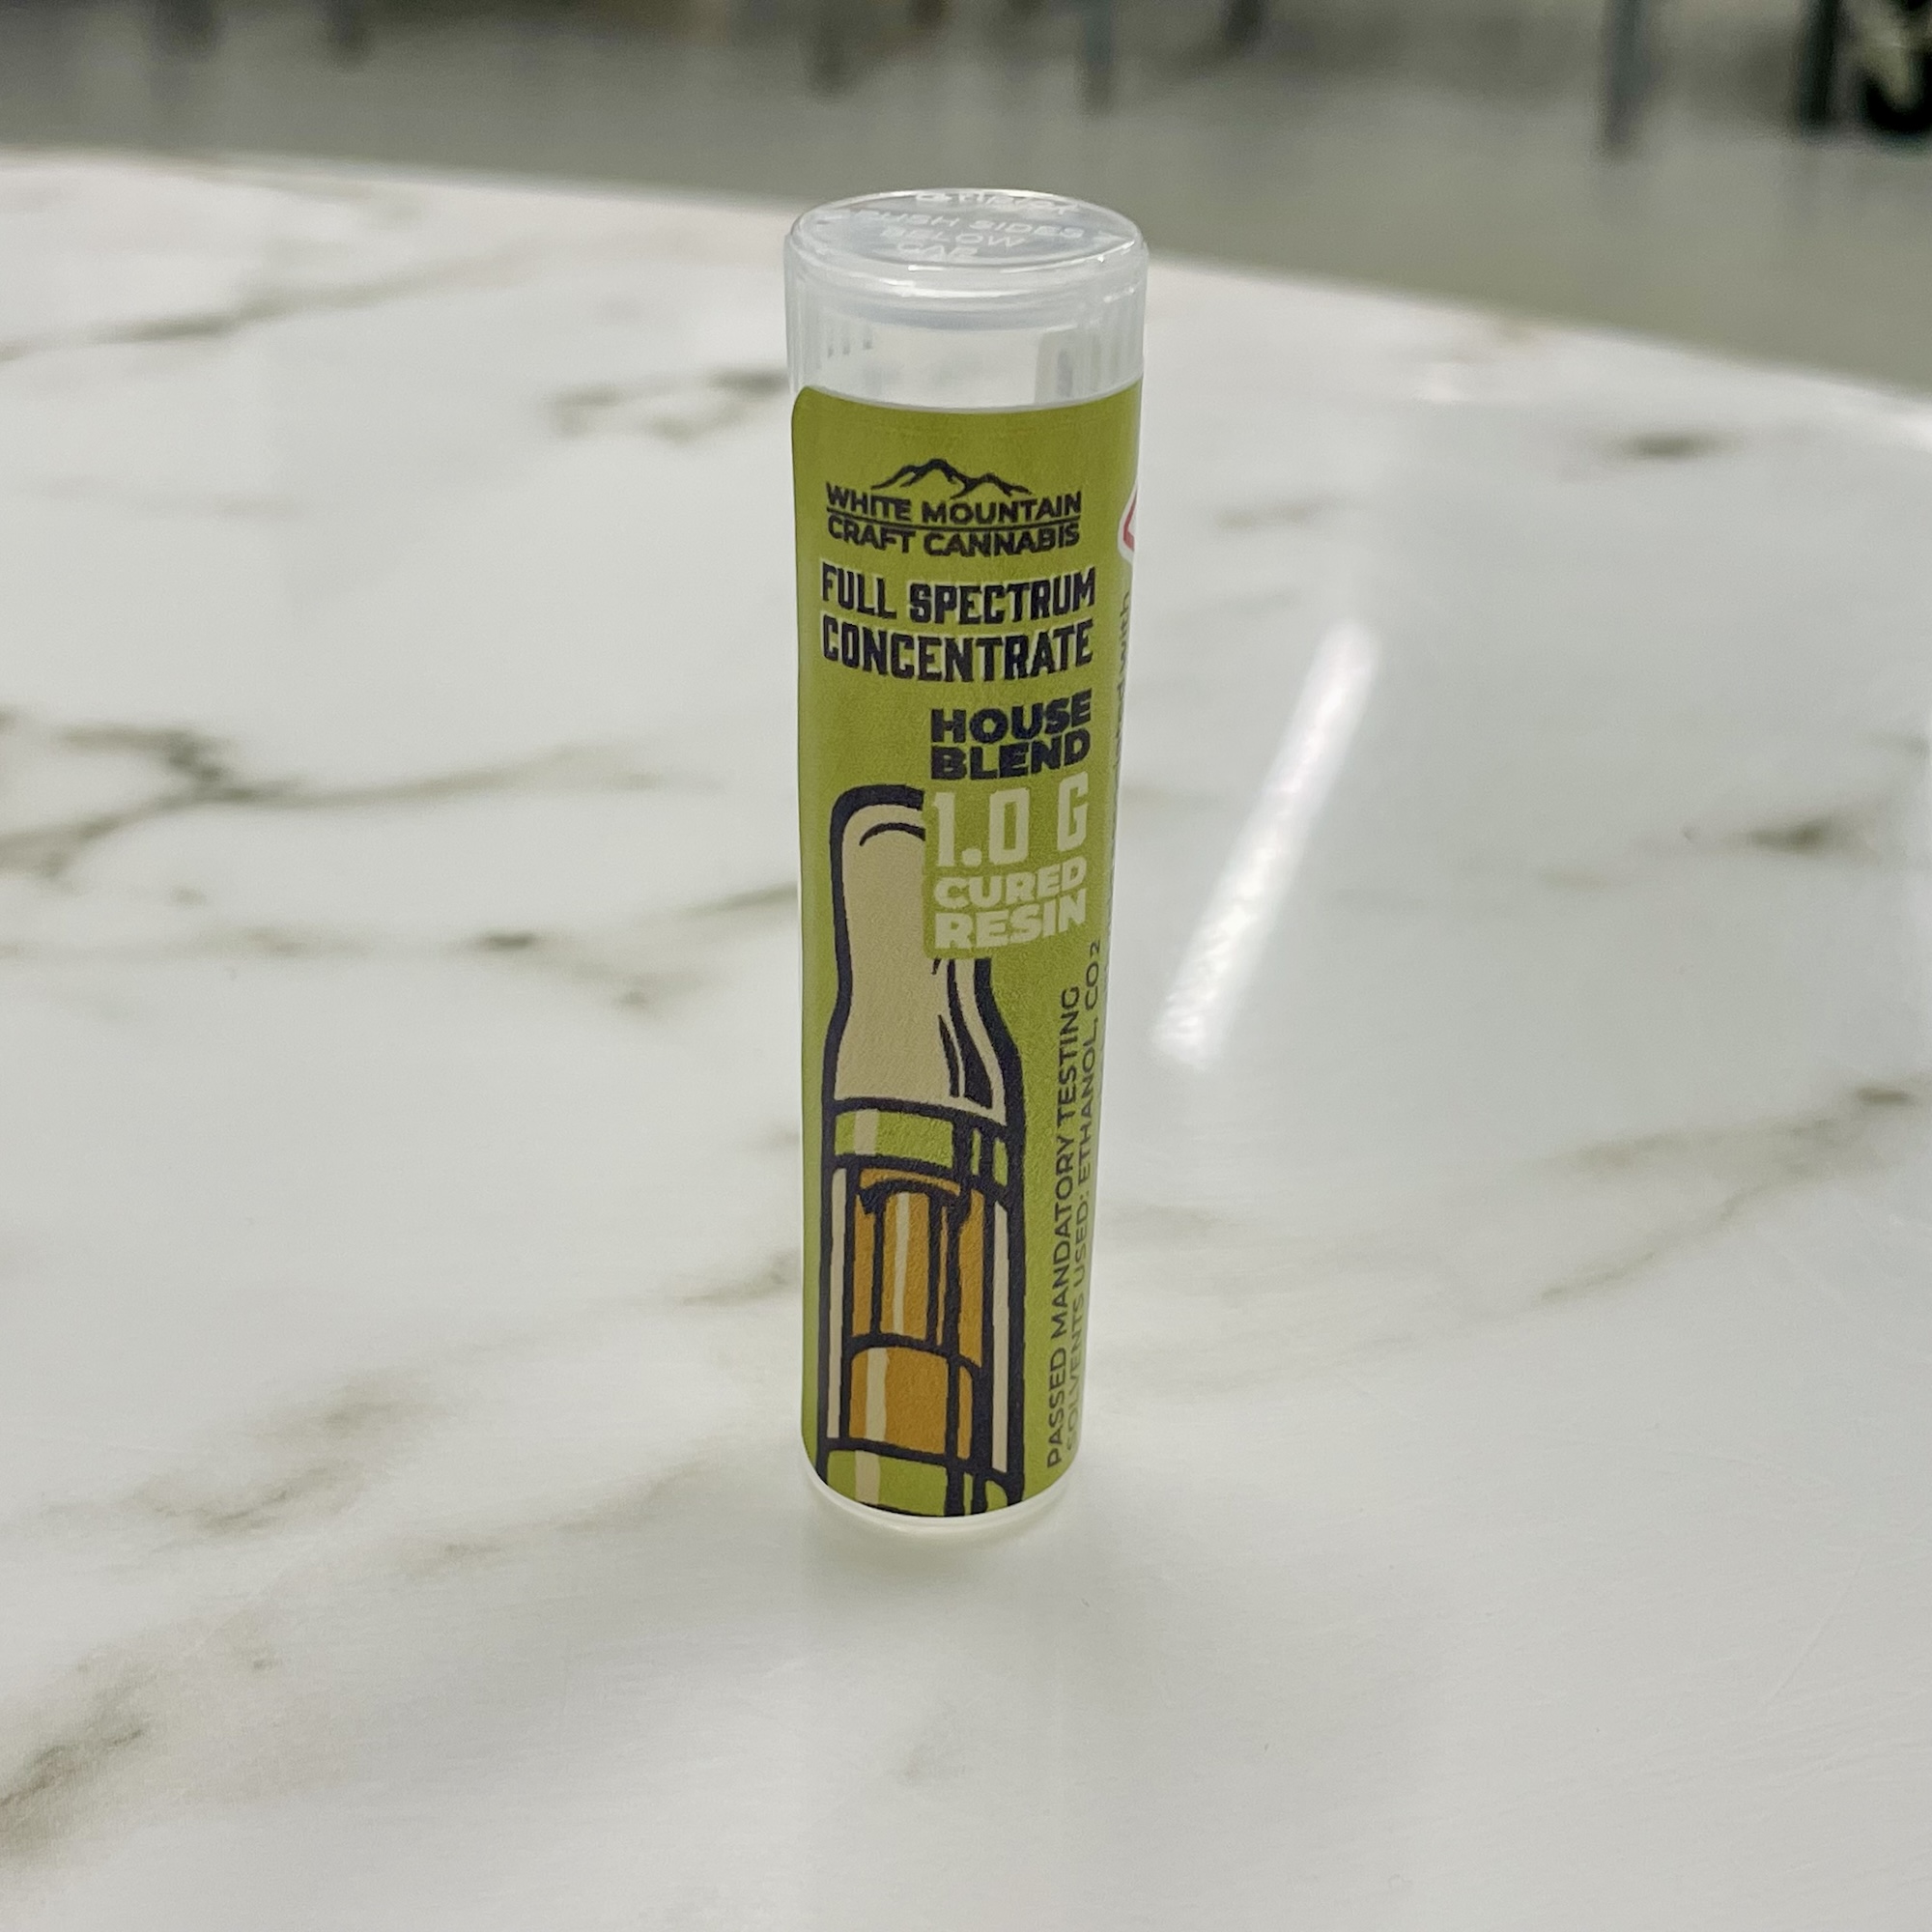 PUSH SIDES
BELOW
CAP
WHITE MOUNTAIN
CRAFT CANNABIS
FULL SPECTRUM
CONCENTRATE
HOUSE
BLEND
1.0 G
CURED
RESIN
PASSED MANDATORY TESTING
SOLVENTS USED: ETHANOL, CO₂
with